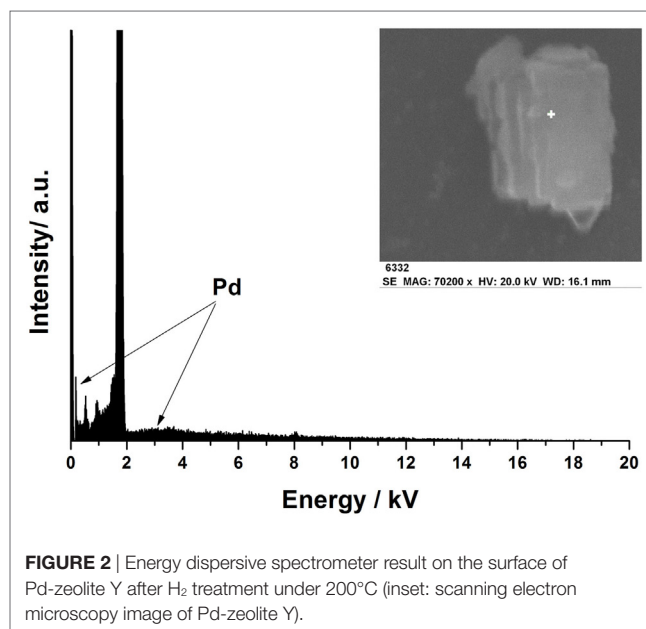 Intensity/ a.u.
Pd
6332
SE MAG: 70200 x HV: 20.0 kV WD: 16.1 mm
0 2 4 6 8 10 12 14 16 18 20
Energy / kV
FIGURE 2 | Energy dispersive spectrometer result on the surface of
Pd-zeolite Y after H₂ treatment under 200°C (inset: scanning electron
microscopy image of Pd-zeolite Y).